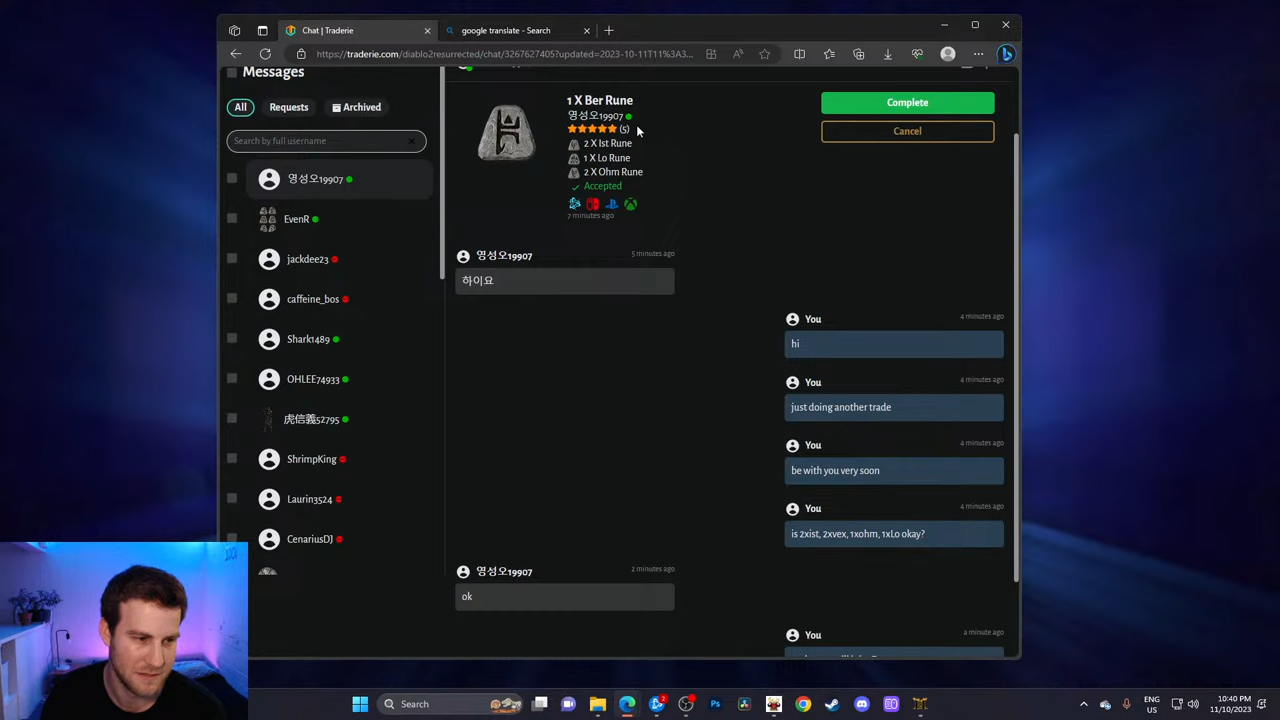 Chat | Traderie
google translate - Search
https://traderie.com/diablo2resurrected/chat/3267627405?updated=2023-10-11T11%3A3...
Messages
All
Requests
Archived
Search by full username
영성오19907
EvenR
jackdee23
caffeine_bos
Shark1489
OHLEE74933
虎信義52795
ShrimpKing
Laurin3524
CenariusDJ
1 X Ber Rune
영성오19907
(5)
2 X Ist Rune
1 X Lo Rune
2 X Ohm Rune
Accepted
7 minutes ago
Complete
Cancel
영성오19907
5 minutes ago
하이요
You
4 minutes ago
hi
You
4 minutes ago
just doing another trade
You
4 minutes ago
be with you very soon
You
4 minutes ago
is 2xist, 2xvex, 1xohm, 1xLo okay?
영성오19907
2 minutes ago
ok
You
a minute ago
Search
2
ENG
US
10:40 PM
11/10/2023